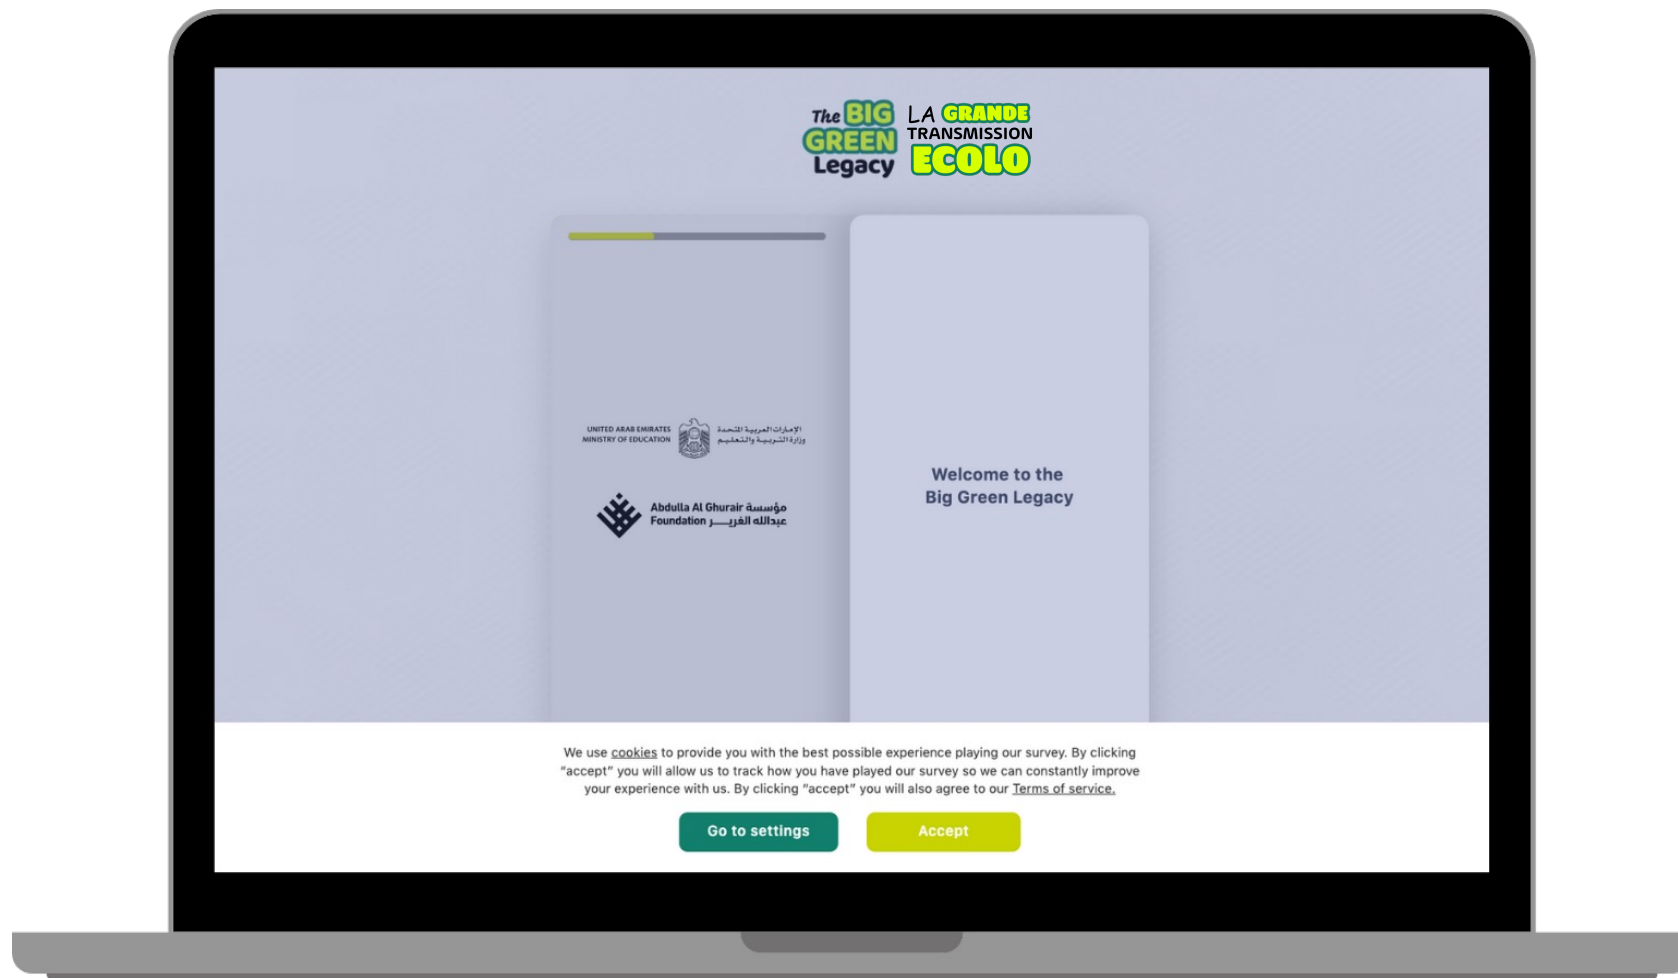 The BIG
GREEN
Legacy
LA GRANDE
TRANSMISSION
ECOLO
UNITED ARAB EMIRATES
MINISTRY OF EDUCATION
الإمارات العربية المتحدة
وزارة التربية والتعليم
Abdulla Al Ghurair مؤسسة
Foundation عبدالله الغرير
Welcome to the
Big Green Legacy
We use cookies to provide you with the best possible experience playing our survey. By clicking
“accept” you will allow us to track how you have played our survey so we can constantly improve
your experience with us. By clicking “accept” you will also agree to our Terms of service.
Go to settings
Accept